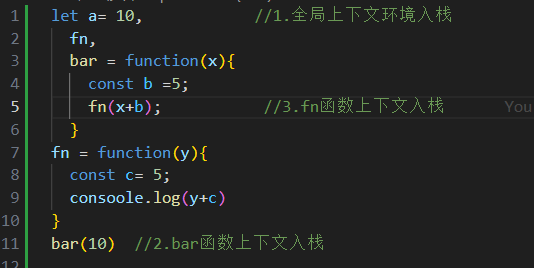 1 let a= 10, //1.全局上下文环境入栈
2 fn,
3 bar = function(x){
4 const b =5;
5 fn(x+b); //3.fn函数上下文入栈 You
6 }
7 fn = function(y){
8 const c= 5;
9 consoole.log(y+c)
10 }
11 bar(10) //2.bar函数上下文入栈
12